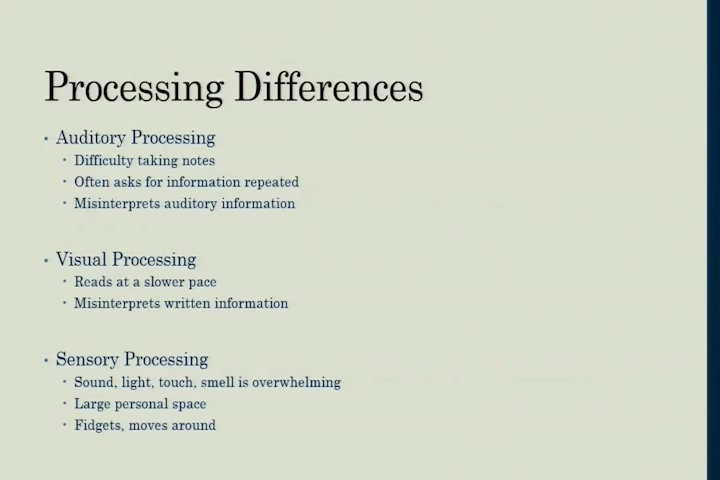 Processing Differences
• Auditory Processing
• Difficulty taking notes
• Often asks for information repeated
• Misinterprets auditory information
• Visual Processing
• Reads at a slower pace
• Misinterprets written information
• Sensory Processing
• Sound, light, touch, smell is overwhelming
• Large personal space
• Fidgets, moves around